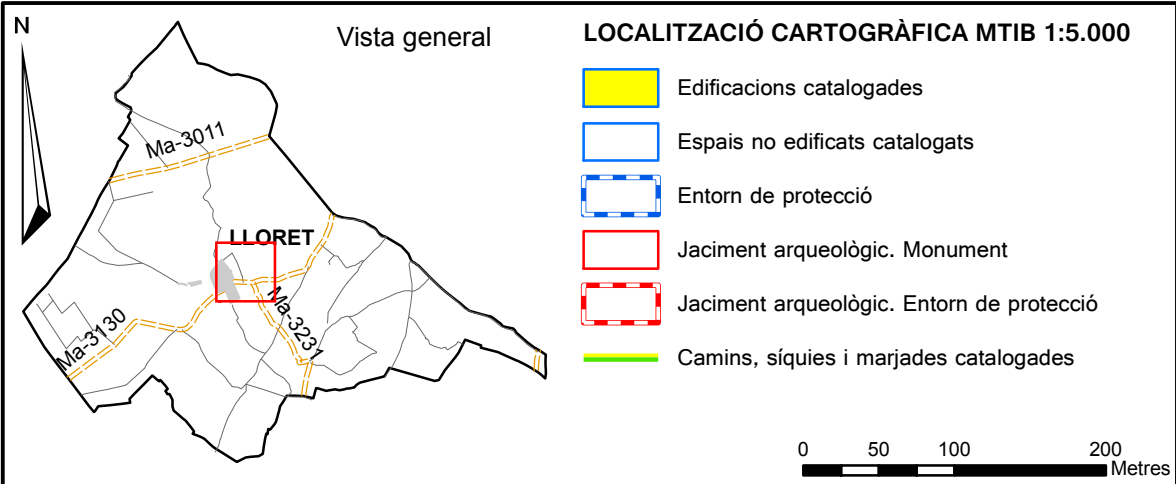 N
Vista general
Ma-3011
LLORET
Ma-3130
Ma-3231
LOCALITZACIÓ CARTOGRÀFICA MTIB 1:5.000
Edificacions catalogades
Espais no edificats catalogats
Entorn de protecció
Jaciment arqueològic. Monument
Jaciment arqueològic. Entorn de protecció
Camins, síquies i marjades catalogades
0 50 100 200
Metres